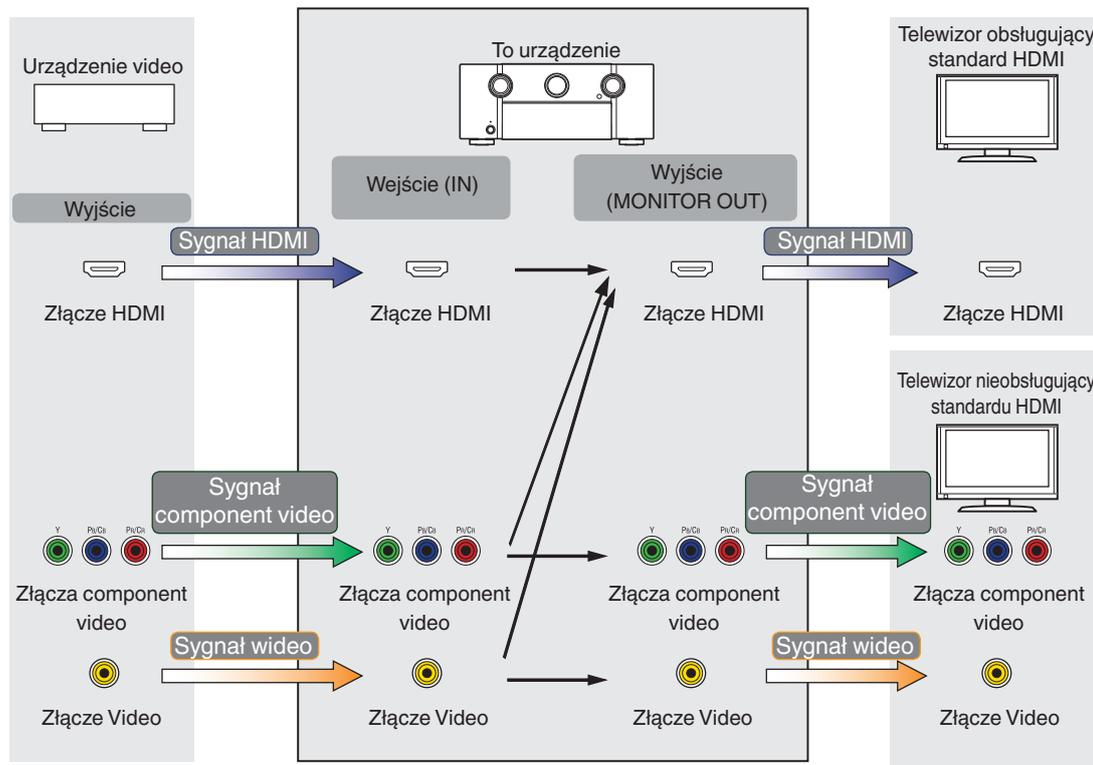 Urządzenie video
To urządzenie
Telewizor obsługujący
standard HDMI
Wyjście
Wejście (IN)
Wyjście
(MONITOR OUT)
Sygnał HDMI
Sygnał HDMI
Złącze HDMI
Złącze HDMI
Złącze HDMI
Złącze HDMI
Telewizor nieobsługujący
standardu HDMI
Sygnał
component video
Sygnał
component video
Y PB/CB PR/CR
Y PB/CB PR/CR
Y PB/CB PR/CR
Y PB/CB PR/CR
Złącza component
video
Złącza component
video
Złącza component
video
Złącza component
video
Sygnał wideo
Sygnał wideo
Złącze Video
Złącze Video
Złącze Video
Złącze Video